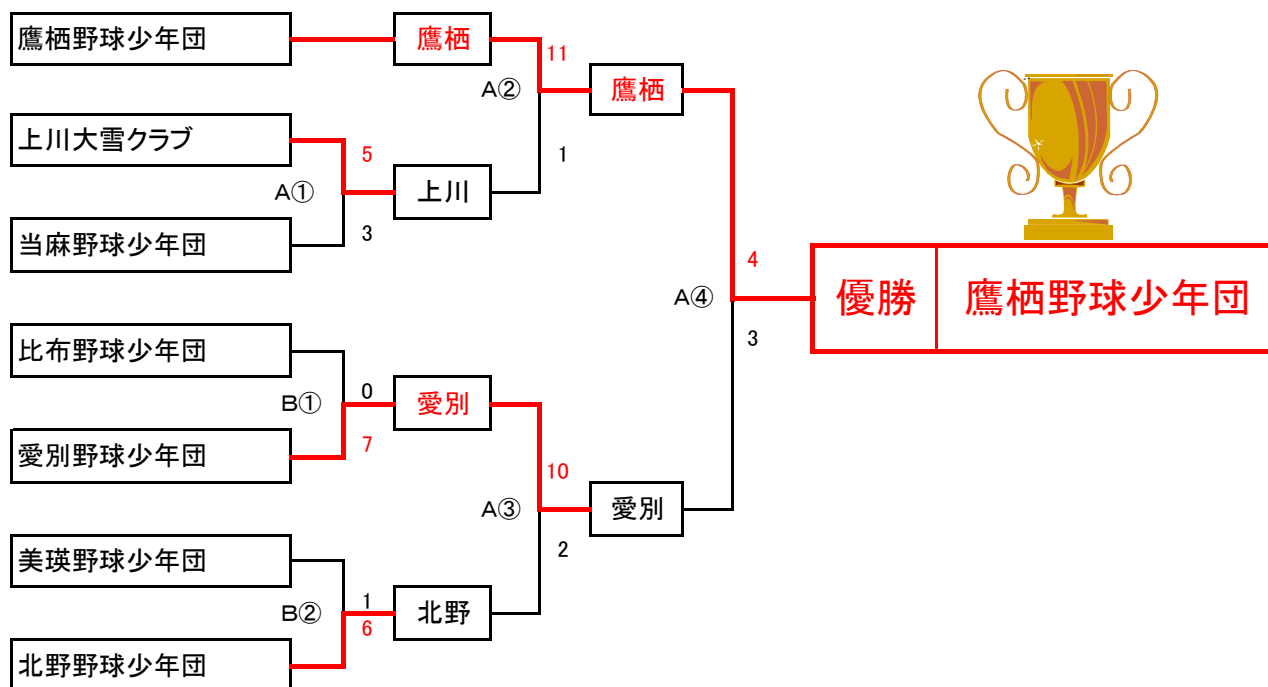 鷹栖野球少年団
鷹栖
11
A②
鷹栖
上川大雪クラブ
5
1
A①
上川
当麻野球少年団
3
4
A④
優勝
鷹栖野球少年団
3
比布野球少年団
0
B①
愛別
愛別野球少年団
7
10
A③
愛別
2
美瑛野球少年団
1
B②
北野
6
北野野球少年団